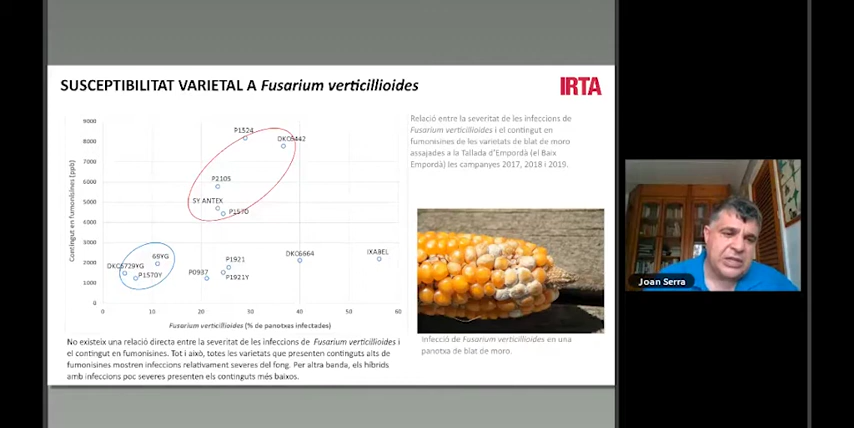 SUSCEPTIBILITAT VARIETAL A Fusarium verticillioides
IRTA
Contingut en fumonisines (ppb)
9000
8000
7000
6000
5000
4000
3000
2000
1000
0
P1524
DKC6442
P2105
SY ANTEX
P1570
DKC6729YG
69YG
P1570Y
P0937
P1921
P1921Y
DKC6664
IXABEL
0
10
20
30
40
50
60
Fusarium verticillioides (% de panotxes infectades)
Relació entre la severitat de les infeccions de
Fusarium verticillioides i el contingut en
fumonisines de les varietats de blat de moro
assajades a la Tallada d'Empordà (el Baix
Empordà) les campanyes 2017, 2018 i 2019.
Infecció de Fusarium verticillioides en una
panotxa de blat de moro.
No existeix una relació directa entre la severitat de les infeccions de Fusarium verticillioides i
el contingut en fumonisines. Tot i això, totes les varietats que presenten continguts alts de
fumonisines mostren infeccions relativament severes del fong. Per altra banda, els híbrids
amb infeccions poc severes presenten els continguts més baixos.
Joan Serra